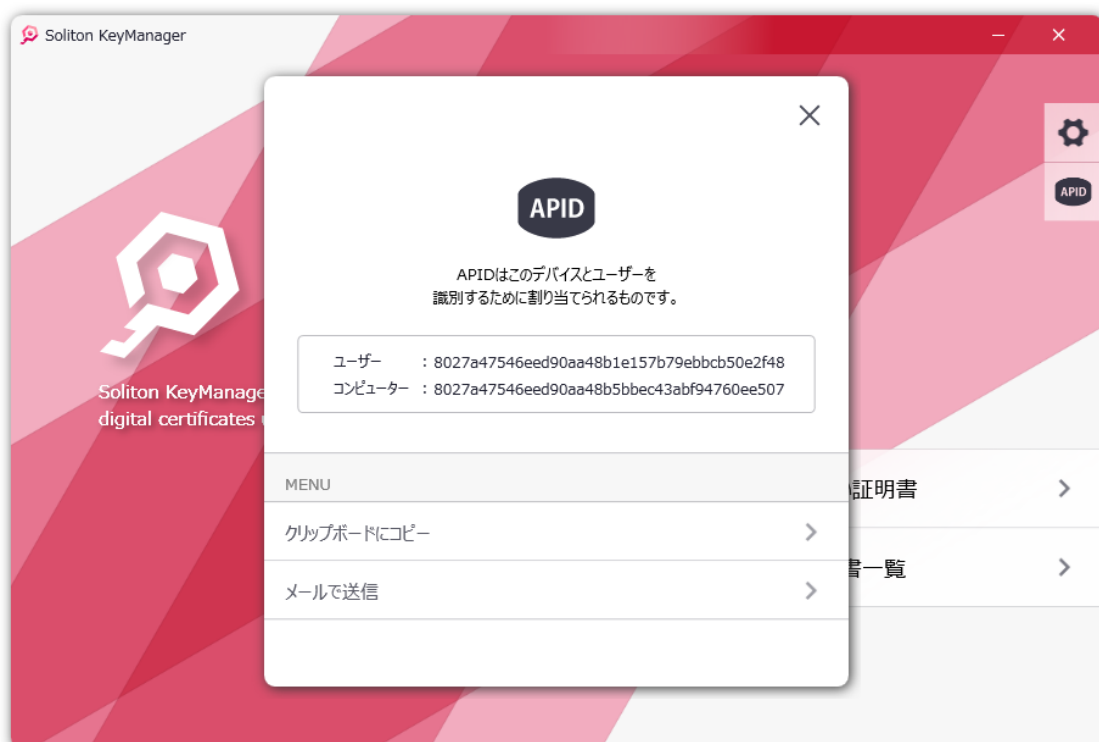 Soliton KeyManager
APID
APID
APIDはこのデバイスとユーザーを
識別するために割り当てられるものです。
ユーザー : 8027a47546eed90aa48b1e157b79ebbcb50e2f48
コンピューター : 8027a47546eed90aa48b5bbec43abf94760ee507
Soliton KeyManage
digital certificates
MENU
証明書
クリップボードにコピー
書一覧
メールで送信